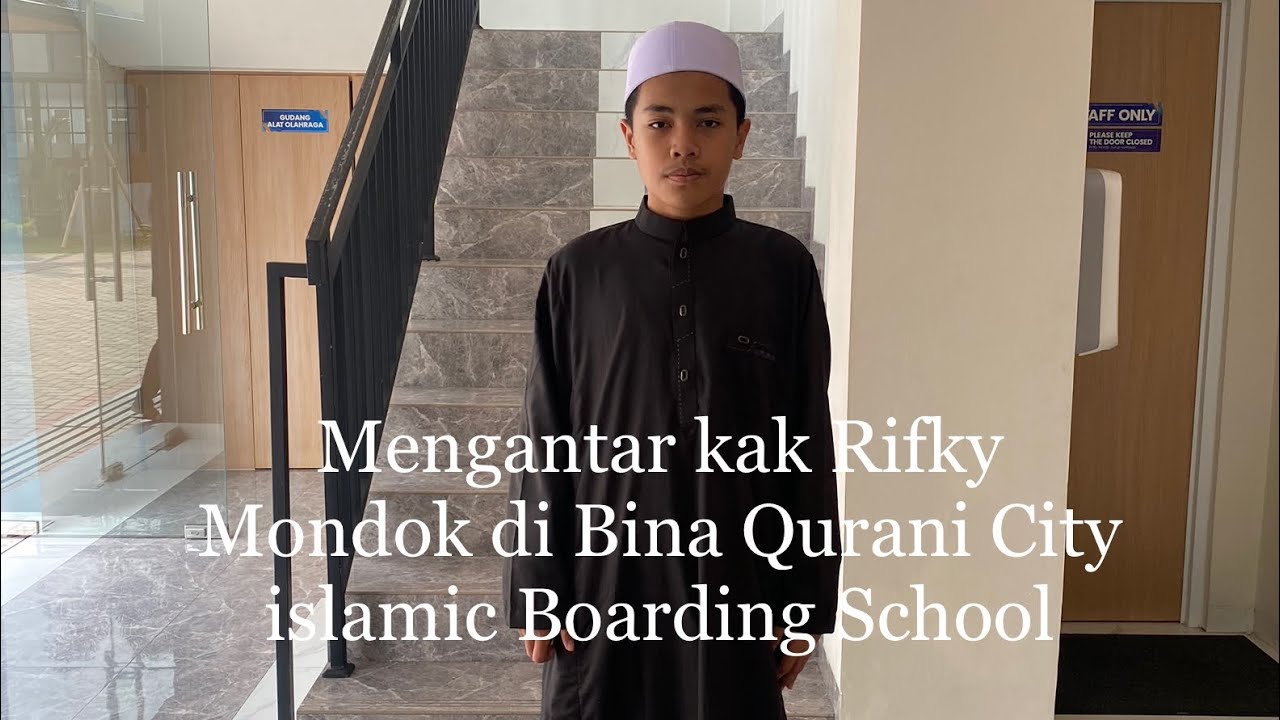 GUDANG
ALAT OLAHRAGA
AFF ONLY
PLEASE KEEP
THE DOOR CLOSED
Mengantar kak Rifky
Mondok di Bina Qurani City
islamic Boarding School